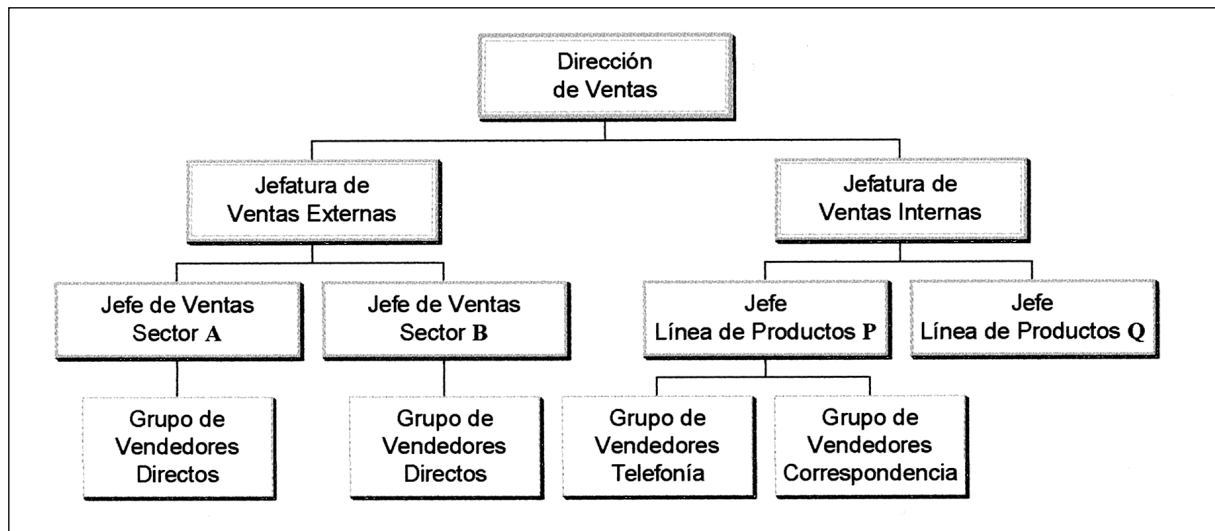 Dirección
de Ventas
Jefatura de
Ventas Externas
Jefatura de
Ventas Internas
Jefe de Ventas
Sector A
Jefe de Ventas
Sector B
Jefe
Línea de Productos P
Jefe
Línea de Productos Q
Grupo de
Vendedores
Directos
Grupo de
Vendedores
Directos
Grupo de
Vendedores
Telefonía
Grupo de
Vendedores
Correspondencia